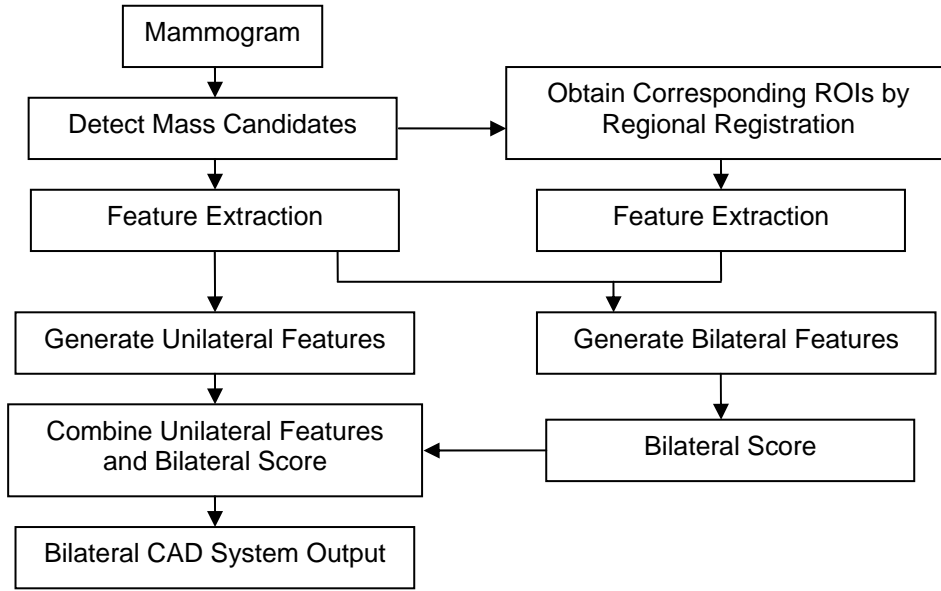 Mammogram
Detect Mass Candidates
Obtain Corresponding ROIs by
Regional Registration
Feature Extraction
Feature Extraction
Generate Unilateral Features
Generate Bilateral Features
Combine Unilateral Features
and Bilateral Score
Bilateral Score
Bilateral CAD System Output